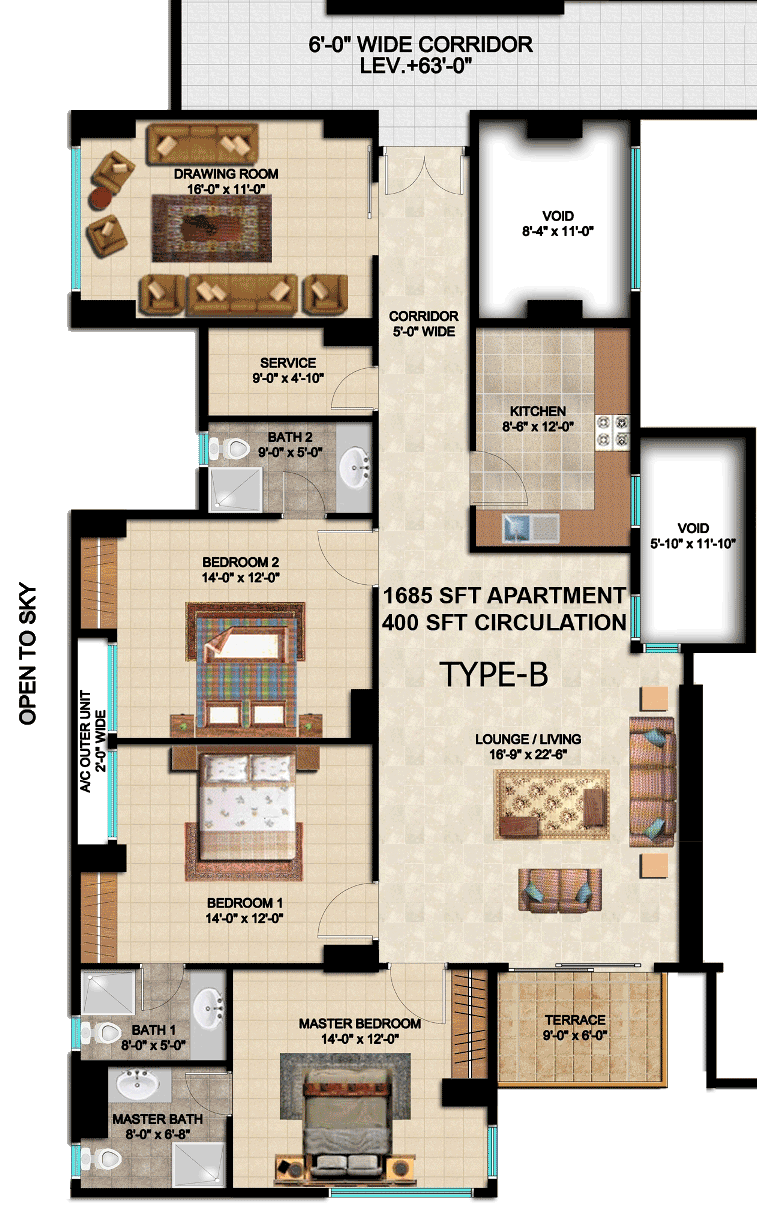 6'-0" WIDE CORRIDOR
LEV.+63'-0"
DRAWING ROOM
16'-0" x 11'-0"
VOID
8'-4" x 11'-0"
CORRIDOR
5'-0" WIDE
SERVICE
9'-0" x 4'-10"
KITCHEN
8'-6" x 12'-0"
BATH 2
9'-0" x 5'-0"
VOID
5'-10" x 11'-10"
BEDROOM 2
14'-0" x 12'-0"
1685 SFT APARTMENT
400 SFT CIRCULATION
OPEN TO SKY
TYPE-B
A/C OUTER UNIT
2'-0" WIDE
LOUNGE / LIVING
16'-9" x 22'-6"
BEDROOM 1
14'-0" x 12'-0"
BATH 1
8'-0" x 5'-0"
MASTER BEDROOM
14'-0" x 12'-0"
TERRACE
9'-0" x 6'-0"
MASTER BATH
8'-0" x 6'-8"